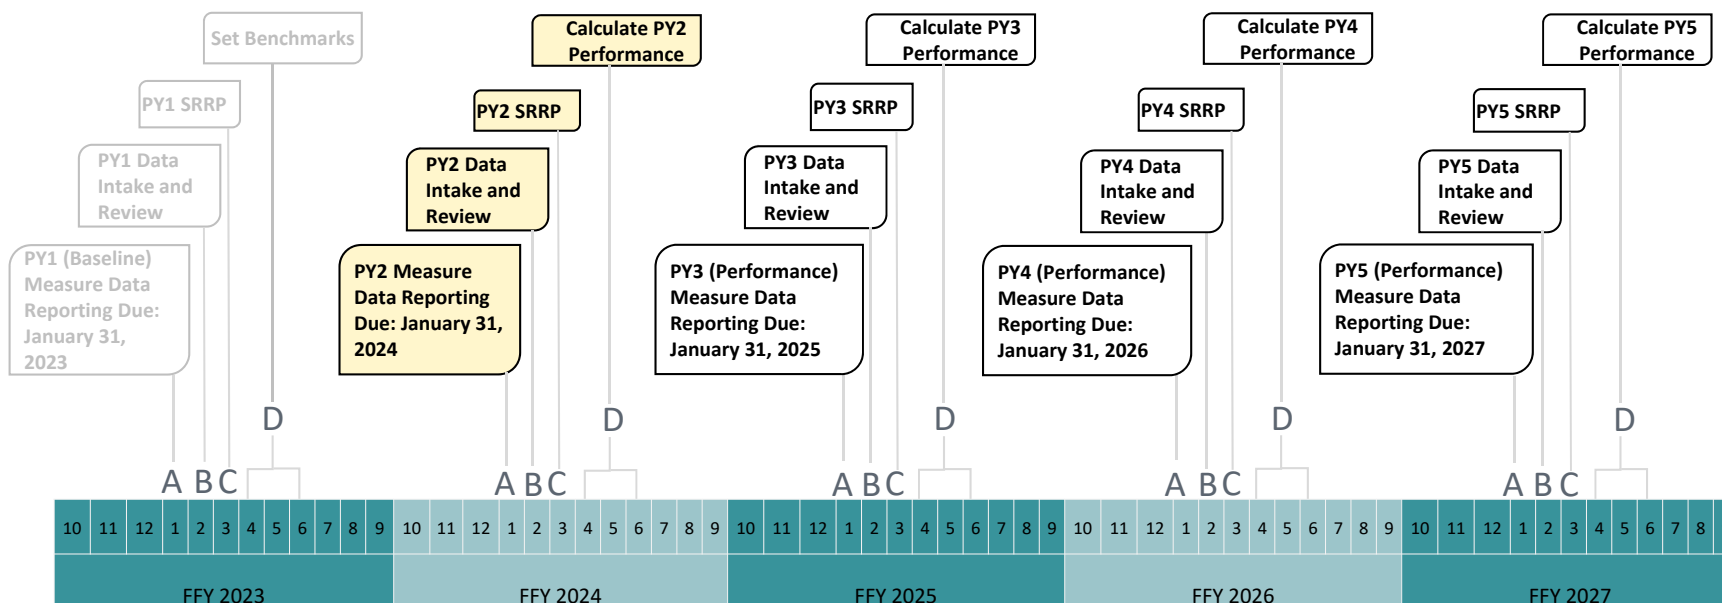 Set Benchmarks
PY1 SRRP
PY1 Data
Intake and
Review
PY1 (Baseline)
Measure Data
Reporting Due:
January 31,
2023
Calculate PY2
Performance
PY2 SRRP
PY2 Data
Intake and
Review
PY2 Measure
Data Reporting
Due: January 31,
2024
Calculate PY3
Performance
PY3 SRRP
PY3 Data
Intake and
Review
PY3 (Performance)
Measure Data
Reporting Due:
January 31, 2025
Calculate PY4
Performance
PY4 SRRP
PY4 Data
Intake and
Review
PY4 (Performance)
Measure Data
Reporting Due:
January 31, 2026
Calculate PY5
Performance
PY5 SRRP
PY5 Data
Intake and
Review
PY5 (Performance)
Measure Data
Reporting Due:
January 31, 2027
D D D D D
A B C A B C A B C A B C A B C
10 11 12 1 2 3 4 5 6 7 8 9 10 11 12 1 2 3 4 5 6 7 8 9 10 11 12 1 2 3 4 5 6 7 8 9 10 11 12 1 2 3 4 5 6 7 8 9 10 11 12 1 2 3 4 5 6 7 8
FFY 2023 FFY 2024 FFY 2025 FFY 2026 FFY 2027